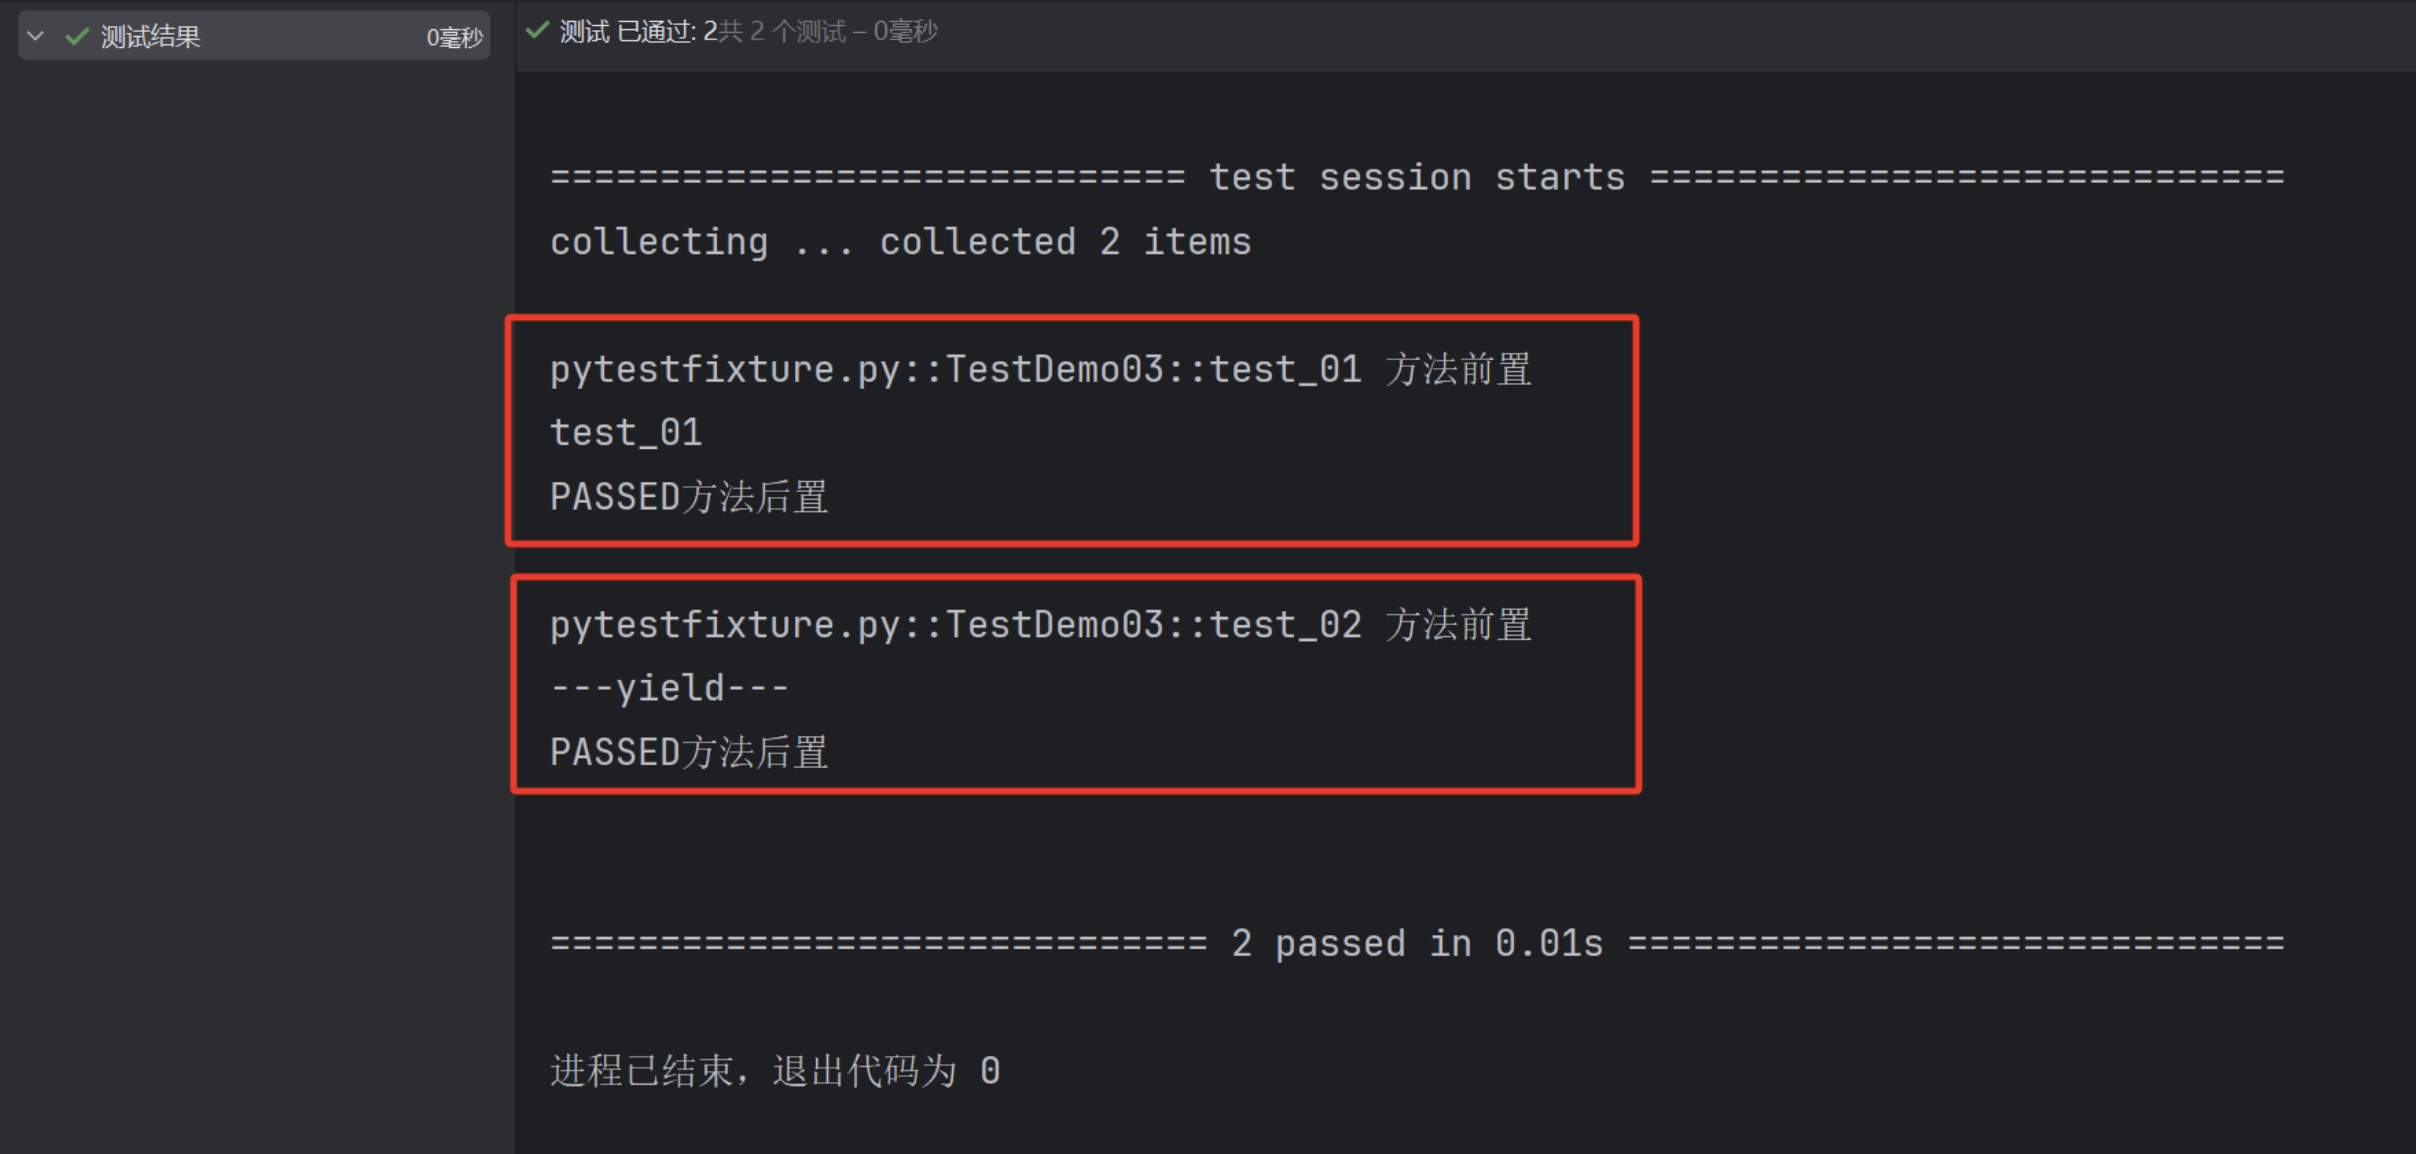 测试结果 0毫秒
测试 已通过: 2共 2 个测试 – 0毫秒
============================= test session starts =============================
collecting ... collected 2 items
pytestfixture.py::TestDemo03::test_01 方法前置
test_01
PASSED方法后置
pytestfixture.py::TestDemo03::test_02 方法前置
---yield---
PASSED方法后置
============================== 2 passed in 0.01s ==============================
进程已结束，退出代码为 0